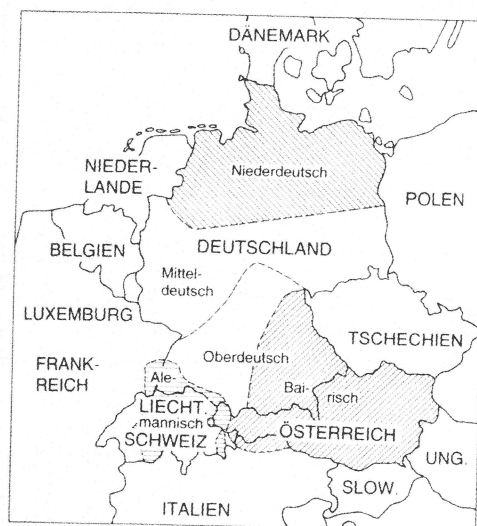 DÄNEMARK
NIEDER-
LANDE
Niederdeutsch
POLEN
BELGIEN
DEUTSCHLAND
Mittel-
deutsch
LUXEMBURG
TSCHECHIEN
FRANK-
REICH
Oberdeutsch
Ale-
Bai-
risch
LIECHT.
mannisch
SCHWEIZ
ÖSTERREICH
UNG.
SLOW.
ITALIEN